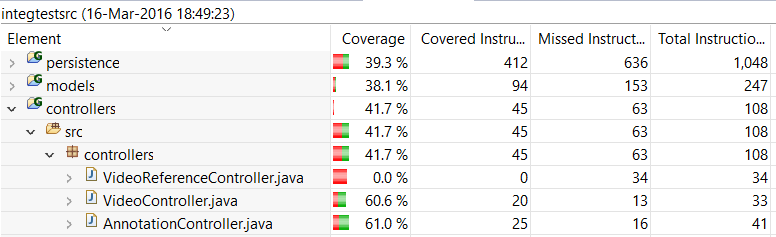 integtestsrc (16-Mar-2016 18:49:23)
Element Coverage Covered Instru... Missed Instruct... Total Instructio...
persistence 39.3 % 412 636 1,048
models 38.1 % 94 153 247
controllers 41.7 % 45 63 108
src 41.7 % 45 63 108
controllers 41.7 % 45 63 108
VideoReferenceController.java 0.0 % 0 34 34
VideoController.java 60.6 % 20 13 33
AnnotationController.java 61.0 % 25 16 41